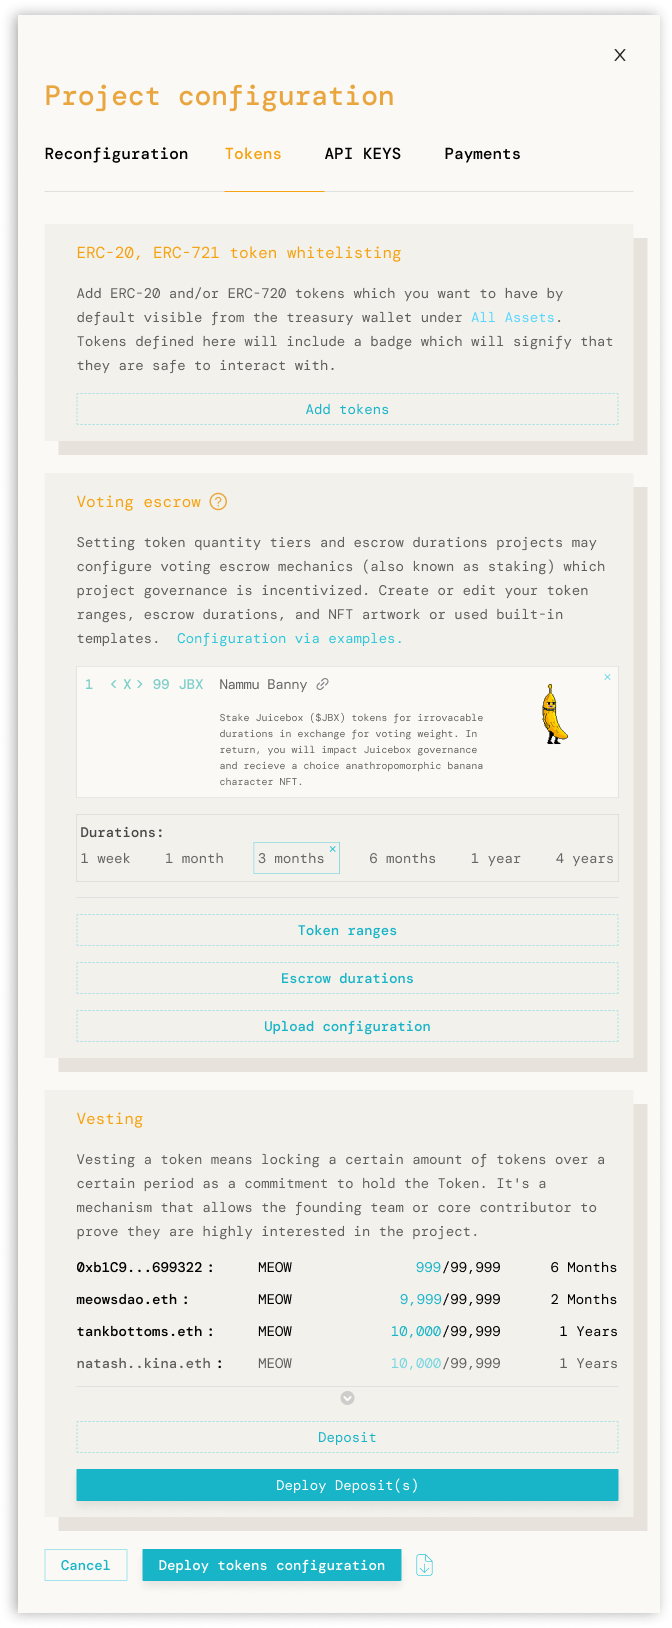 X
Project configuration
Reconfiguration Tokens API KEYS Payments
ERC-20, ERC-721 token whitelisting
Add ERC-20 and/or ERC-720 tokens which you want to have by
default visible from the treasury wallet under All Assets.
Tokens defined here will include a badge which will signify that
they are safe to interact with.
Add tokens
Voting escrow ?
Setting token quantity tiers and escrow durations projects may
configure voting escrow mechanics (also known as staking) which
project governance is incentivized. Create or edit your token
ranges, escrow durations, and NFT artwork or used built-in
templates. Configuration via examples.
1 < X > 99 JBX Nammu Banny ×
Stake Juicebox ($JBX) tokens for irrovacable
durations in exchange for voting weight. In
return, you will impact Juicebox governance
and recieve a choice anathropomorphic banana
character NFT.
Durations:
1 week 1 month 3 months × 6 months 1 year 4 years
Token ranges
Escrow durations
Upload configuration
Vesting
Vesting a token means locking a certain amount of tokens over a
certain period as a commitment to hold the Token. It's a
mechanism that allows the founding team or core contributor to
prove they are highly interested in the project.
0xb1C9...699322 : MEOW 999/99,999 6 Months
meowsdao.eth : MEOW 9,999/99,999 2 Months
tankbottoms.eth : MEOW 10,000/99,999 1 Years
natash..kina.eth : MEOW 10,000/99,999 1 Years
Deposit
Deploy Deposit(s)
Cancel Deploy tokens configuration